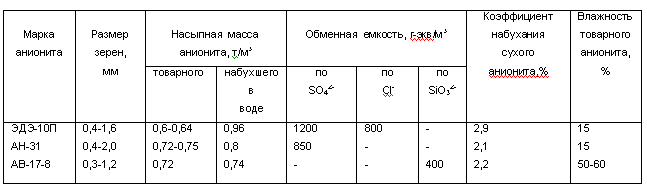 Марка анионита
Размер зерен, мм
Насыпная масса анионита, т/м³
Обменная емкость, г-экв/м³
Коэффициент набухания сухого анионита,%
Влажность товарного анионита, %
товарного
набухшего в воде
по SO₄²⁻
по Cl⁻
по SiO₃²⁻
ЭДЭ-10П 0,4-1,6 0,6-0,64 0,96 1200 800 - 2,9 15
АН-31 0,4-2,0 0,72-0,75 0,8 850 - - 2,1 15
АВ-17-8 0,3-1,2 0,72 0,74 - - 400 2,2 50-60